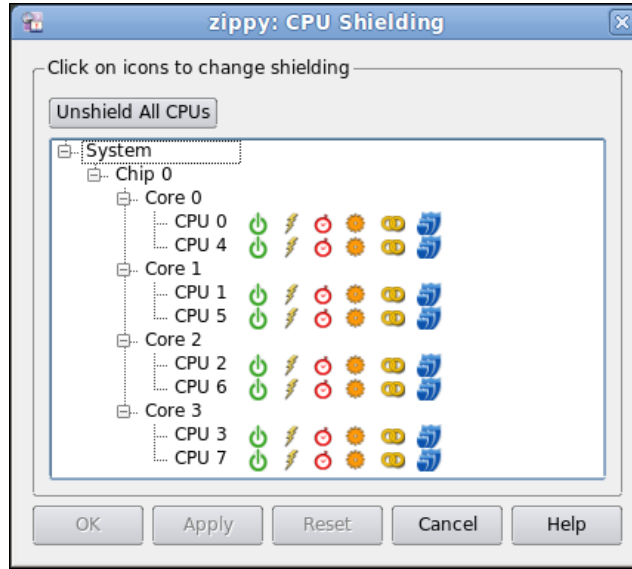 zippy: CPU Shielding
Click on icons to change shielding
Unshield All CPUs
System
Chip 0
Core 0
CPU 0
CPU 4
Core 1
CPU 1
CPU 5
Core 2
CPU 2
CPU 6
Core 3
CPU 3
CPU 7
OK Apply Reset Cancel Help